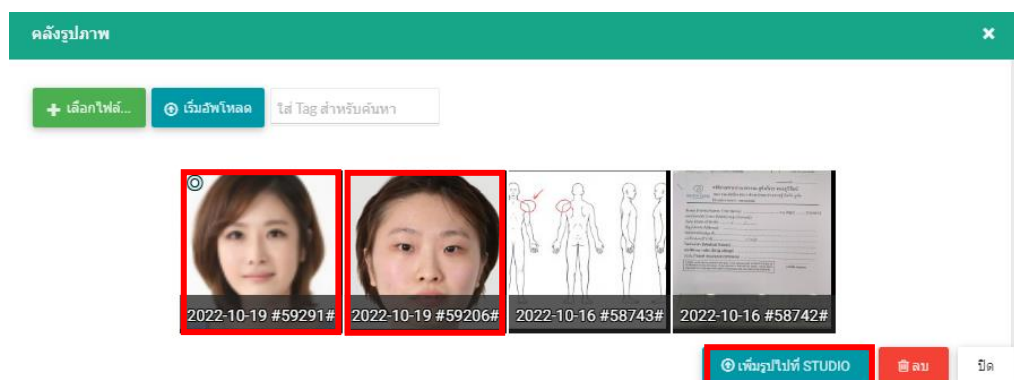 คลังรูปภาพ
เลือกไฟล์...
เริ่มอัพโหลด
ใส่ Tag สำหรับค้นหา
2022-10-19 #59291#
2022-10-19 #59206#
2022-10-16 #58743#
2022-10-16 #58742#
เพิ่มรูปไปที่ STUDIO
ลบ
ปิด